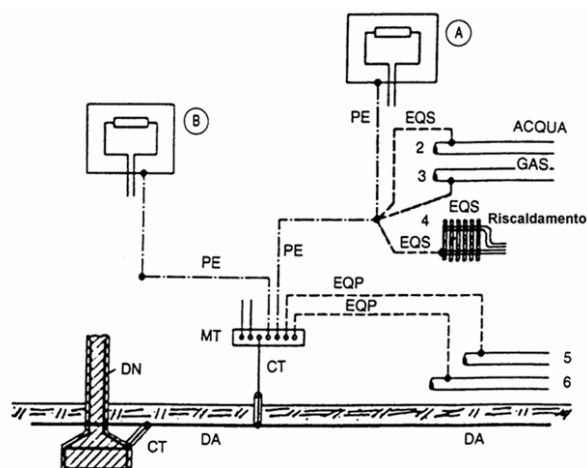 A
B
PE
EQS
ACQUA
2
3
GAS
4
EQS
Riscaldamento
EQS
PE
PE
EQP
EQP
MT
CT
5
6
DN
CT
DA
DA